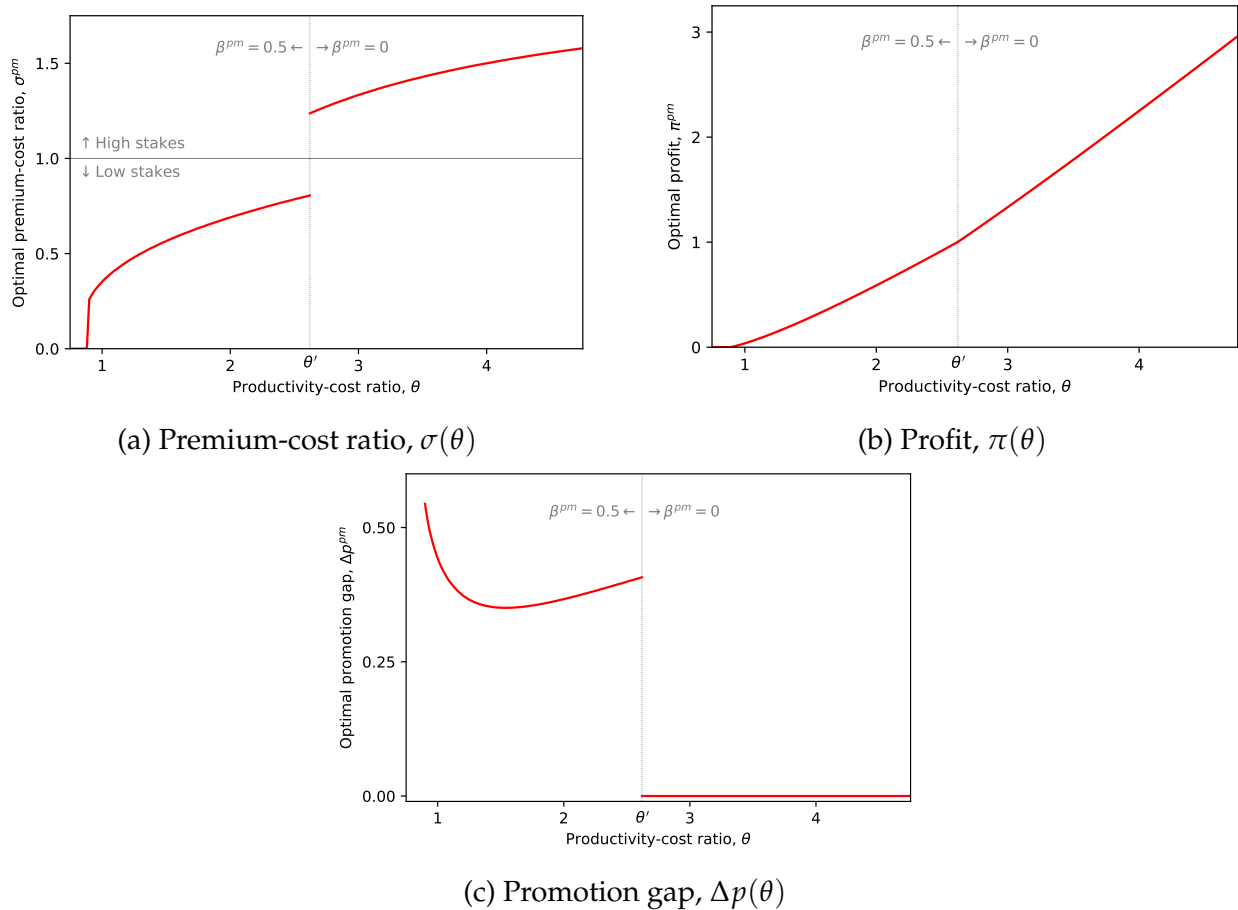 1.5
1.0
0.5
0.0
Optimal premium-cost ratio, σ^{pm}
β^{pm} = 0.5 ← → β^{pm} = 0
↑ High stakes
↓ Low stakes
1 2 θ′ 3 4
Productivity-cost ratio, θ
(a) Premium-cost ratio, σ(θ)
3
2
1
0
Optimal profit, π^{pm}
β^{pm} = 0.5 ← → β^{pm} = 0
1 2 θ′ 3 4
Productivity-cost ratio, θ
(b) Profit, π(θ)
0.50
0.25
0.00
Optimal promotion gap, Δp^{pm}
β^{pm} = 0.5 ← → β^{pm} = 0
1 2 θ′ 3 4
Productivity-cost ratio, θ
(c) Promotion gap, Δp(θ)